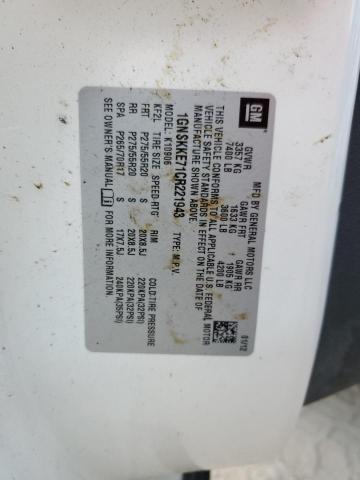 GM
MFD BY GENERAL MOTORS LLC 01/12
GVWR GAWR FRT GAWR RR
3357 KG 1633 KG 1905 KG
7400 LB 3600 LB 4200 LB
THIS VEHICLE CONFORMS TO ALL APPLICABLE U.S. FEDERAL MOTOR
VEHICLE SAFETY STANDARDS IN EFFECT ON THE DATE OF
MANUFACTURE SHOWN ABOVE.
1GNSKKE71CR221943 TYPE: M.P.V.
MODEL: K10906
KF2L TIRE SIZE SPEED RTG RIM COLD TIRE PRESSURE
FRT P275/55R20 S 20X8.5J 220KPA(32PSI)
RR P275/55R20 S 20X8.5J 220KPA(32PSI)
SPA P265/70R17 S 17X7.5J 240KPA(35PSI)
SEE OWNER'S MANUAL FOR MORE INFORMATION